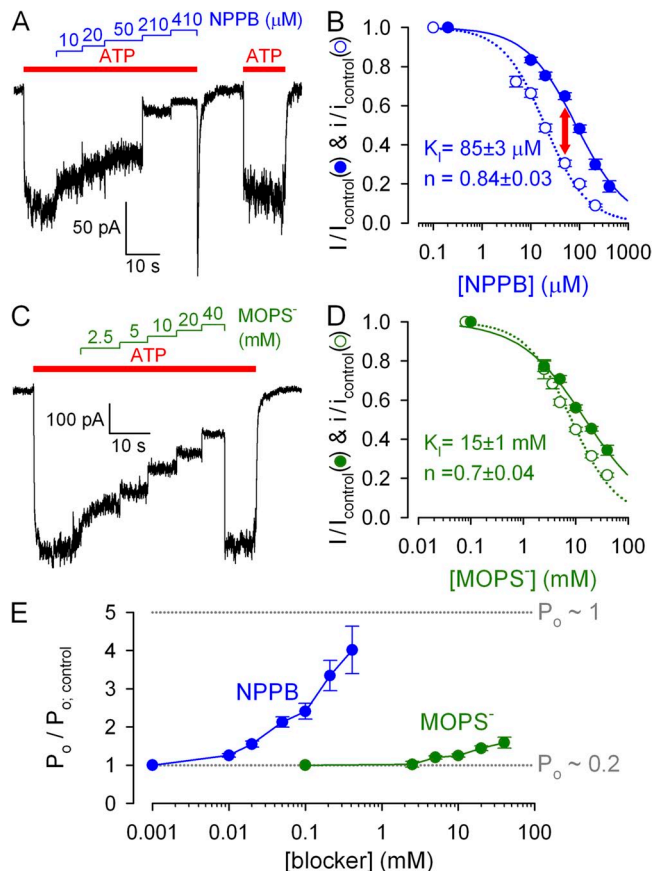 A
10 20 50 210 410 NPPB (μM)
ATP ATP
50 pA
10 s
B
I/Icontrol(●) & i/icontrol(○)
1.0
0.8
0.6
0.4
0.2
0.0
KI= 85±3 μM
n = 0.84±0.03
0.1 1 10 100 1000
[NPPB] (μM)
C
2.5 5 10 20 40 MOPS-
(mM)
ATP
100 pA
10 s
D
I/Icontrol(●) & i/icontrol(○)
1.0
0.8
0.6
0.4
0.2
0.0
KI= 15±1 mM
n=0.7±0.04
0.01 0.1 1 10 100
[MOPS-] (mM)
E
Po / Po; control
5
4
3
2
1
0
Po ~ 1
NPPB
MOPS-
Po ~ 0.2
0.001 0.01 0.1 1 10 100
[blocker] (mM)